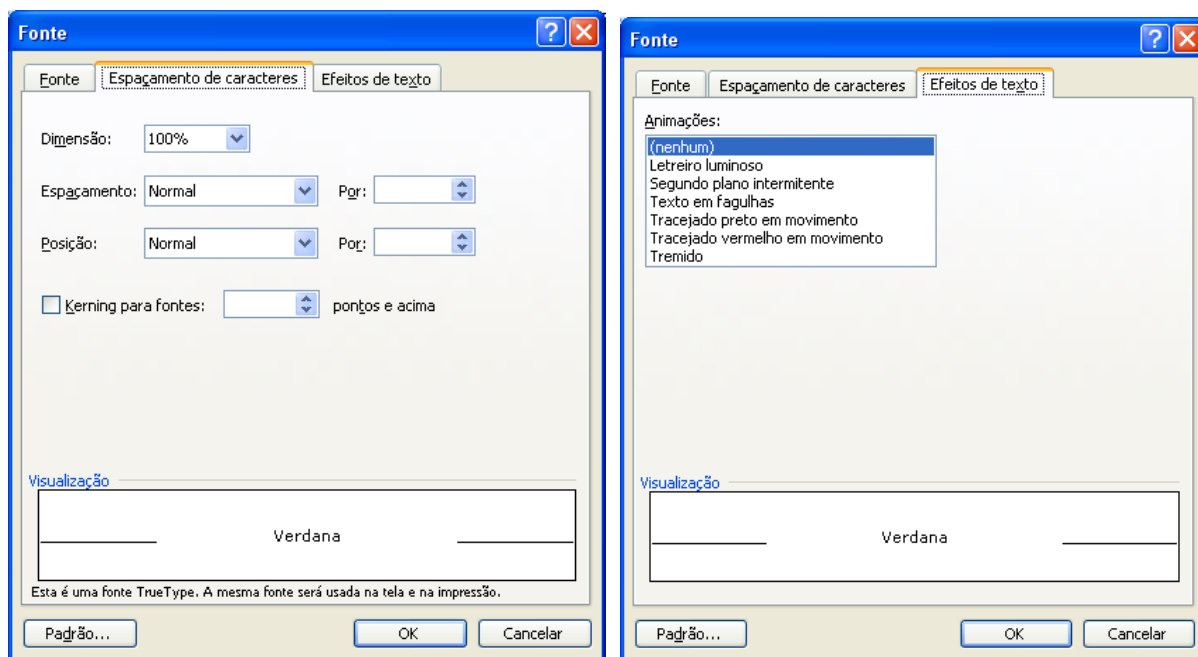 Fonte
Fonte Espaçamento de caracteres Efeitos de texto
Dimensão: 100%
Espaçamento: Normal Por:
Posição: Normal Por:
Kerning para fontes: pontos e acima
Visualização
Verdana
Esta é uma fonte TrueType. A mesma fonte será usada na tela e na impressão.
Padrão... OK Cancelar
Fonte
Fonte Espaçamento de caracteres Efeitos de texto
Animações:
(nenhum)
Letreiro luminoso
Segundo plano intermitente
Texto em fagulhas
Tracejado preto em movimento
Tracejado vermelho em movimento
Tremido
Visualização
Verdana
Padrão... OK Cancelar